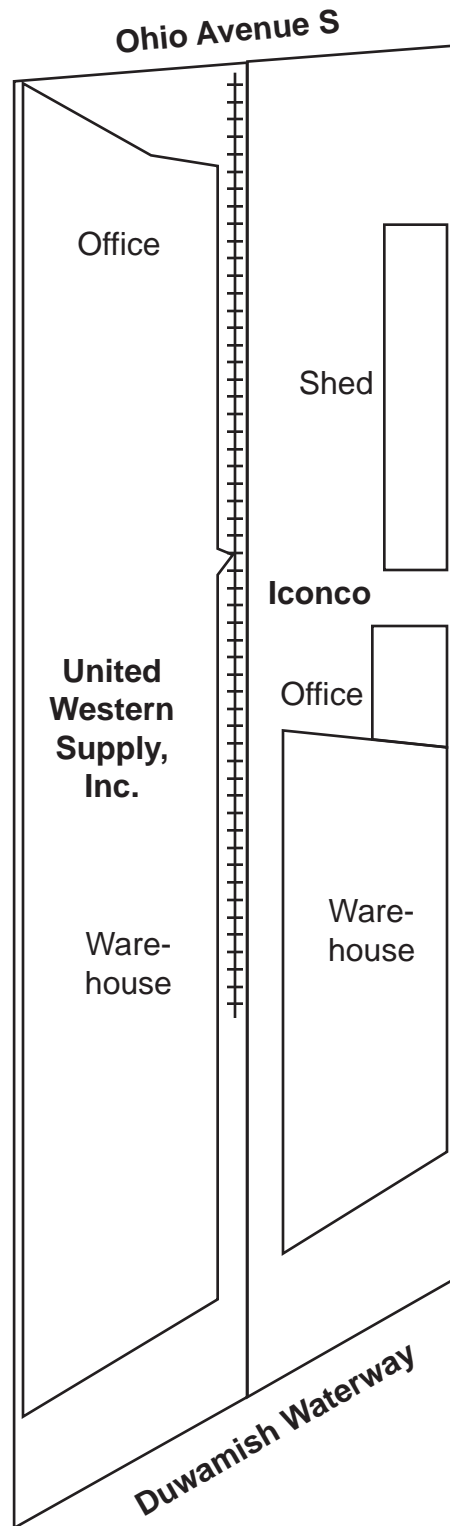 Ohio Avenue S
Office
Shed
Iconco
United
Western
Supply,
Inc.
Office
Ware-
house
Ware-
house
Duwamish Waterway